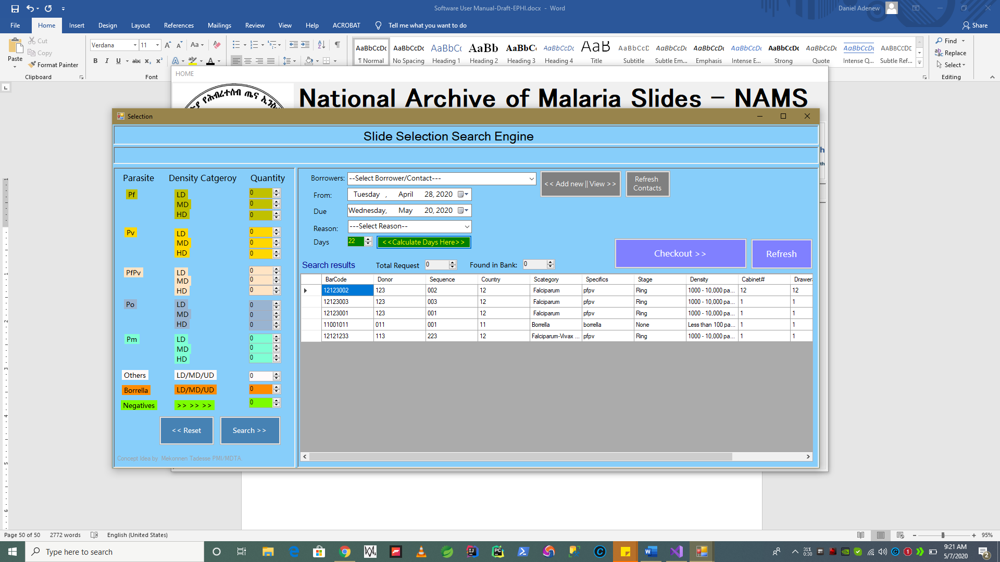 Software User Manual-Draft-EPHI.docx - Word
Daniel Adenew
File Home Insert Design Layout References Mailings Review View Help ACROBAT Tell me what you want to do Share
Paste Cut Copy Format Painter
Clipboard
Verdana 11
Font
AaBbCcDc ¶ Normal
AaBbCcDc No Spacing
AaBbCc Heading 1
AaBb Heading 2
AaBbC Heading 3
AaBbCcDc Heading 4
AaB Title
AaBbCcD Subtitle
AaBbCcDc Subtle Em...
AaBbCcDc Emphasis
AaBbCcDc Intense E...
AaBbCcDc Strong
AaBbCcDc Quote
AaBbCcDc Intense Q...
AABBCCDE Subtle Ref...
Find
Replace
Select
Editing
HOME
National Archive of Malaria Slides - NAMS
Selection
Slide Selection Search Engine
Parasite Density Catgeroy Quantity
Pf LD 0
MD 0
HD 0
Pv LD 0
MD 0
HD 0
PfPv LD 0
MD 0
HD 0
Po LD 0
MD 0
HD 0
Pm LD 0
MD 0
HD 0
Others LD/MD/UD 0
Borrella LD/MD/UD 0
Negatives >> >> >> 0
<< Reset Search >>
Concept Idea by Mekonnen Tadesse PMI/MDTA.
Borrowers: --Select Borrower/Contact---
<< Add new || View >>
Refresh Contacts
From: Tuesday , April 28, 2020
Due Wednesday, May 20, 2020
Reason: ---Select Reason--
Days 22 <<Calculate Days Here>>
Checkout >> Refresh
Search results Total Request 0 Found in Bank: 0
BarCode Donor Sequence Country Scategory Specifics Stage Density Cabinet# Drawer
12123002 123 002 12 Falciparum pfpv Ring 1000 - 10,000 pa... 12 12
12123003 123 003 12 Falciparum pfpv Ring 1000 - 10,000 pa... 1 1
12123001 123 001 12 Falciparum pfpv Ring 1000 - 10,000 pa... 1 1
11001011 011 001 11 Borrella borrella None Less than 100 pa... 1 1
12121233 113 223 12 Falciparum-Vivax ... pfpv Ring 1000 - 10,000 pa... 1 1
Page 50 of 50 2772 words English (United States)
95%
Type here to search
31%
0:30
9:21 AM
5/7/2020
2